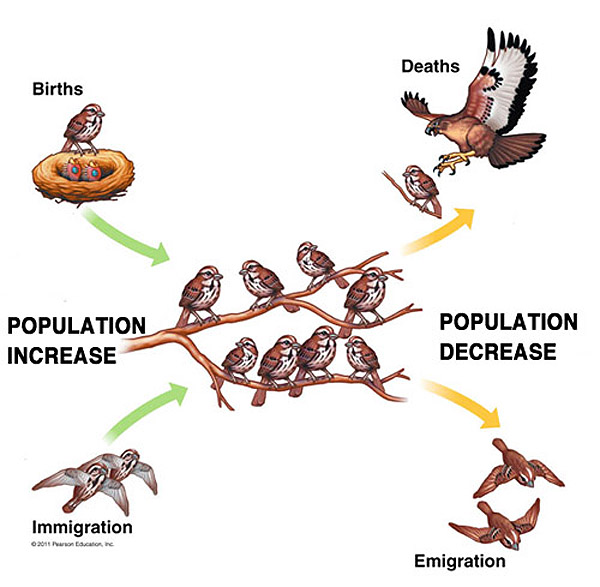 Births
Deaths
POPULATION
INCREASE
POPULATION
DECREASE
Immigration
© 2011 Pearson Education, Inc.
Emigration